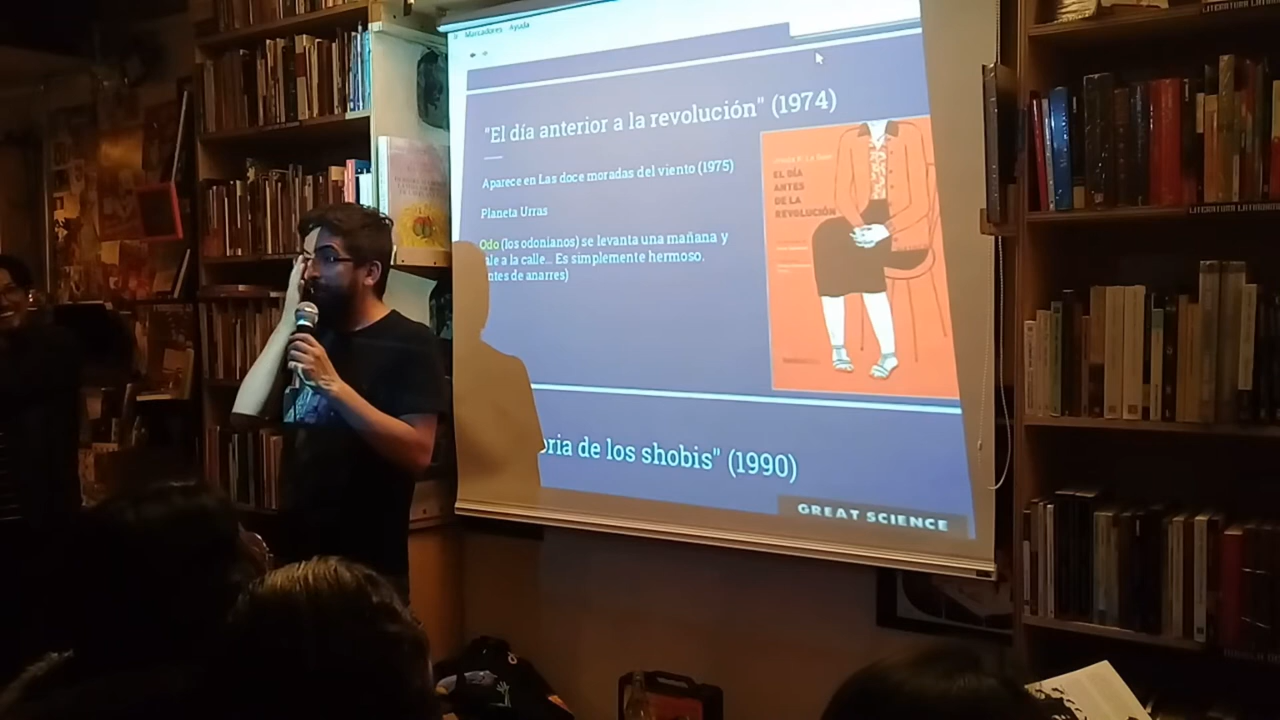 Marcadores Ayuda
"El día anterior a la revolución" (1974)
Aparece en Las doce moradas del viento (1975)
Planeta Urras
Odo (los odonianos) se levanta una mañana y
ale a la calle... Es simplemente hermoso.
ntes de anarres)
EL DÍA
ANTES
DE LA
REVOLUCIÓN
oria de los shobis" (1990)
GREAT SCIENCE